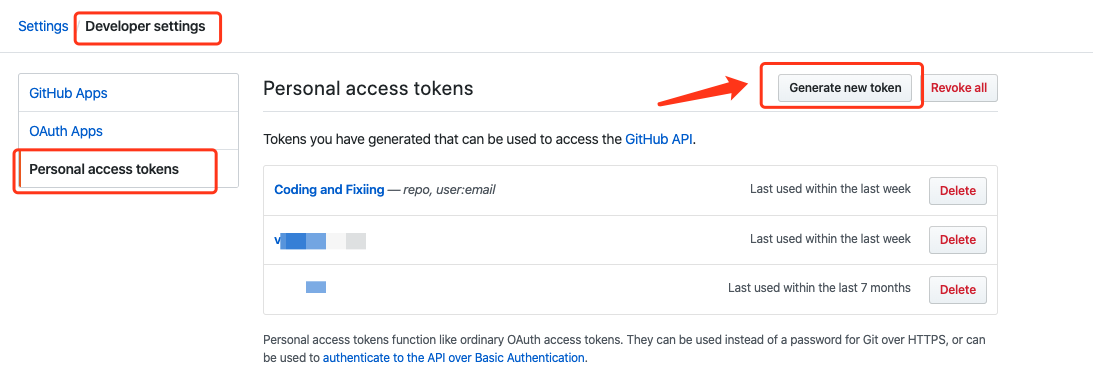 Settings / Developer settings
GitHub Apps
OAuth Apps
Personal access tokens
Personal access tokens
Generate new token
Revoke all
Tokens you have generated that can be used to access the GitHub API.
Coding and Fixiing — repo, user:email
Last used within the last week
Delete
v
Last used within the last week
Delete
Last used within the last 7 months
Delete
Personal access tokens function like ordinary OAuth access tokens. They can be used instead of a password for Git over HTTPS, or can
be used to authenticate to the API over Basic Authentication.